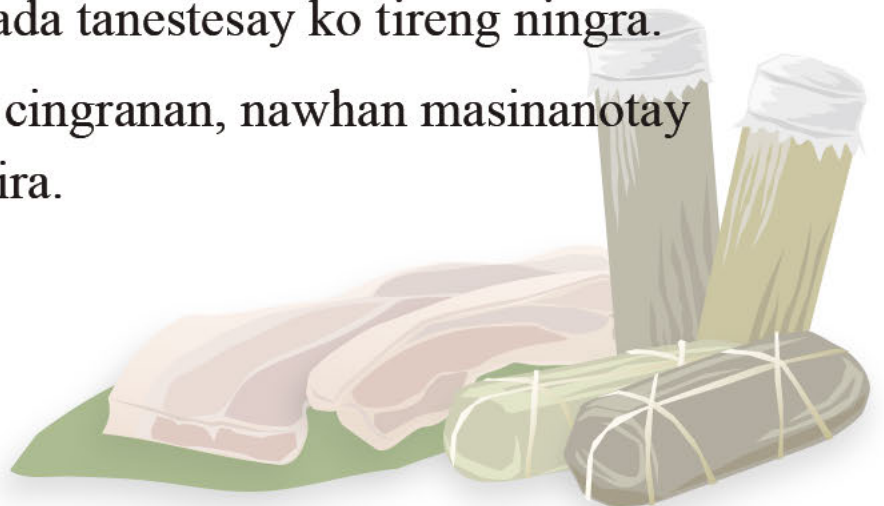 ada tanestesay ko tireng ningra.
cingranan, nawhan masinanotay
ira.